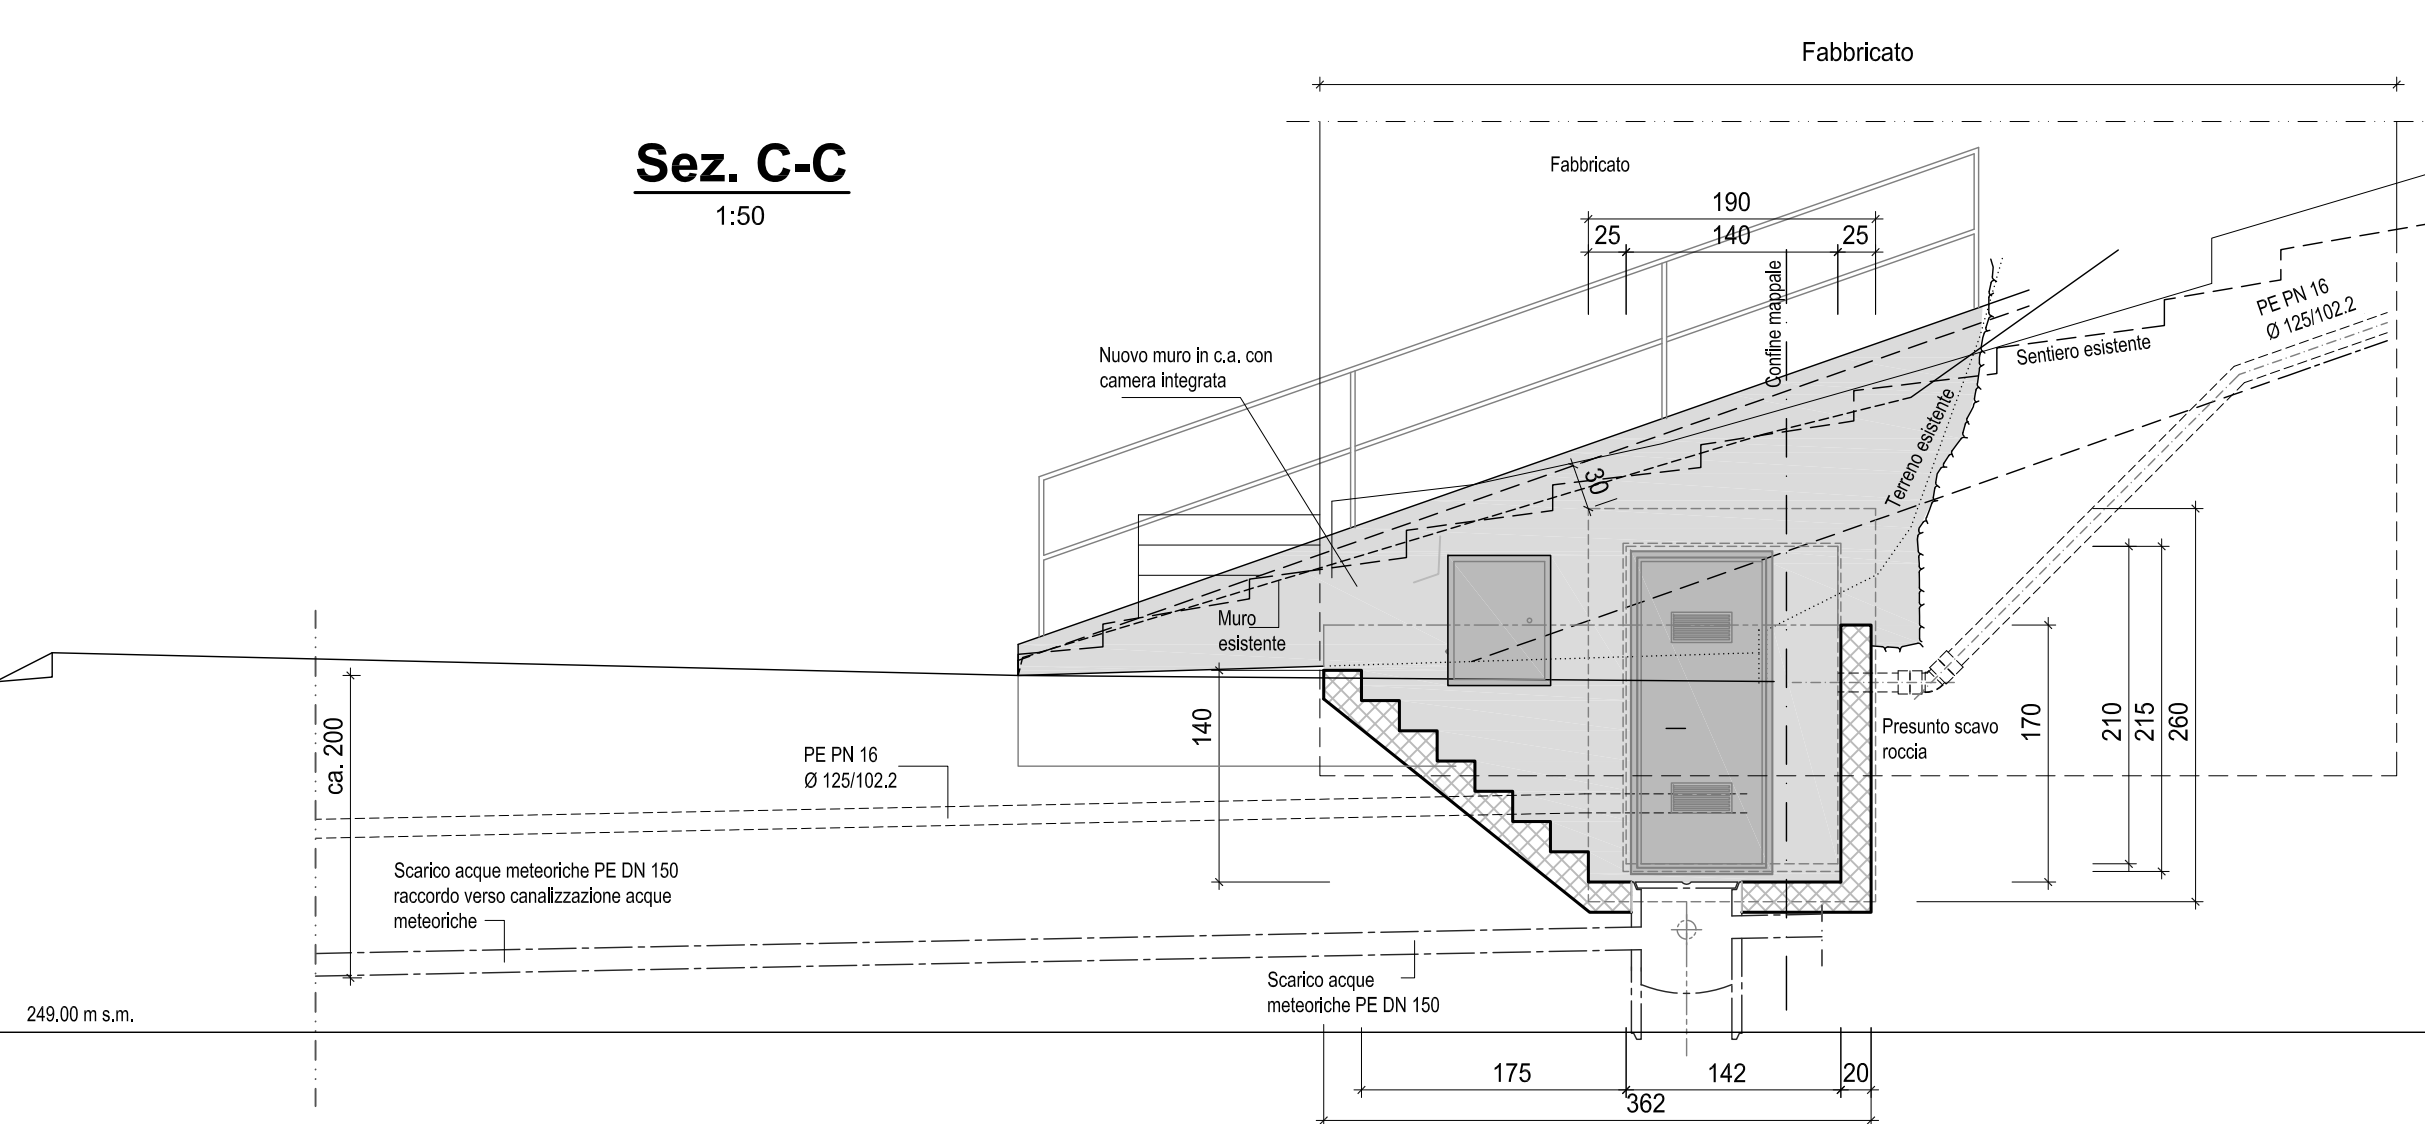 Fabbricato
Sez. C-C
1:50
Fabbricato
190
25
140
25
Confine mappale
PE PN 16
Ø 125/102.2
Sentiero esistente
Nuovo muro in c.a. con
camera integrata
Terreno esistente
30
Muro
esistente
140
ca. 200
PE PN 16
Ø 125/102.2
Presunto scavo
roccia
170
210
215
260
Scarico acque meteoriche PE DN 150
raccordo verso canalizzazione acque
meteoriche
Scarico acque
meteoriche PE DN 150
249.00 m s.m.
175
142
20
362